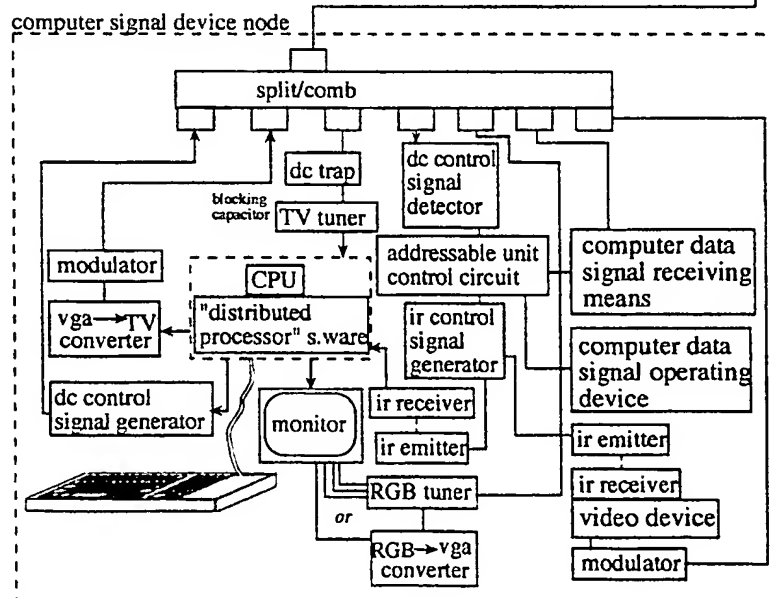 computer signal device node
split/comb
dc trap
blocking
capacitor
TV tuner
dc control
signal
detector
modulator
CPU
addressable unit
control circuit
computer data
signal receiving
means
vga→TV
converter
"distributed
processor" s.ware
ir control
signal
generator
computer data
signal operating
device
dc control
signal generator
monitor
ir receiver
ir emitter
ir emitter
RGB tuner
ir receiver
video device
or
RGB→vga
converter
modulator